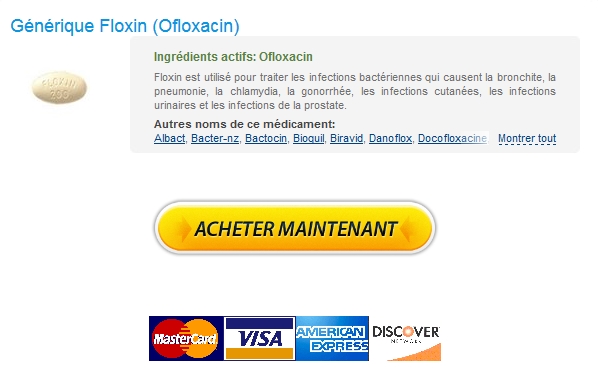 Générique Floxin (Ofloxacin)
Ingrédients actifs: Ofloxacin
Floxin est utilisé pour traiter les infections bactériennes qui causent la bronchite, la
pneumonie, la chlamydia, la gonorrhée, les infections cutanées, les infections
urinaires et les infections de la prostate.
Autres noms de ce médicament:
Albact, Bacter-nz, Bactocin, Bioquil, Biravid, Danoflox, Docofloxacine Montrer tout
FLOXIN
200
ACHETER MAINTENANT
MasterCard VISA AMERICAN EXPRESS DISCOVER NETWORK